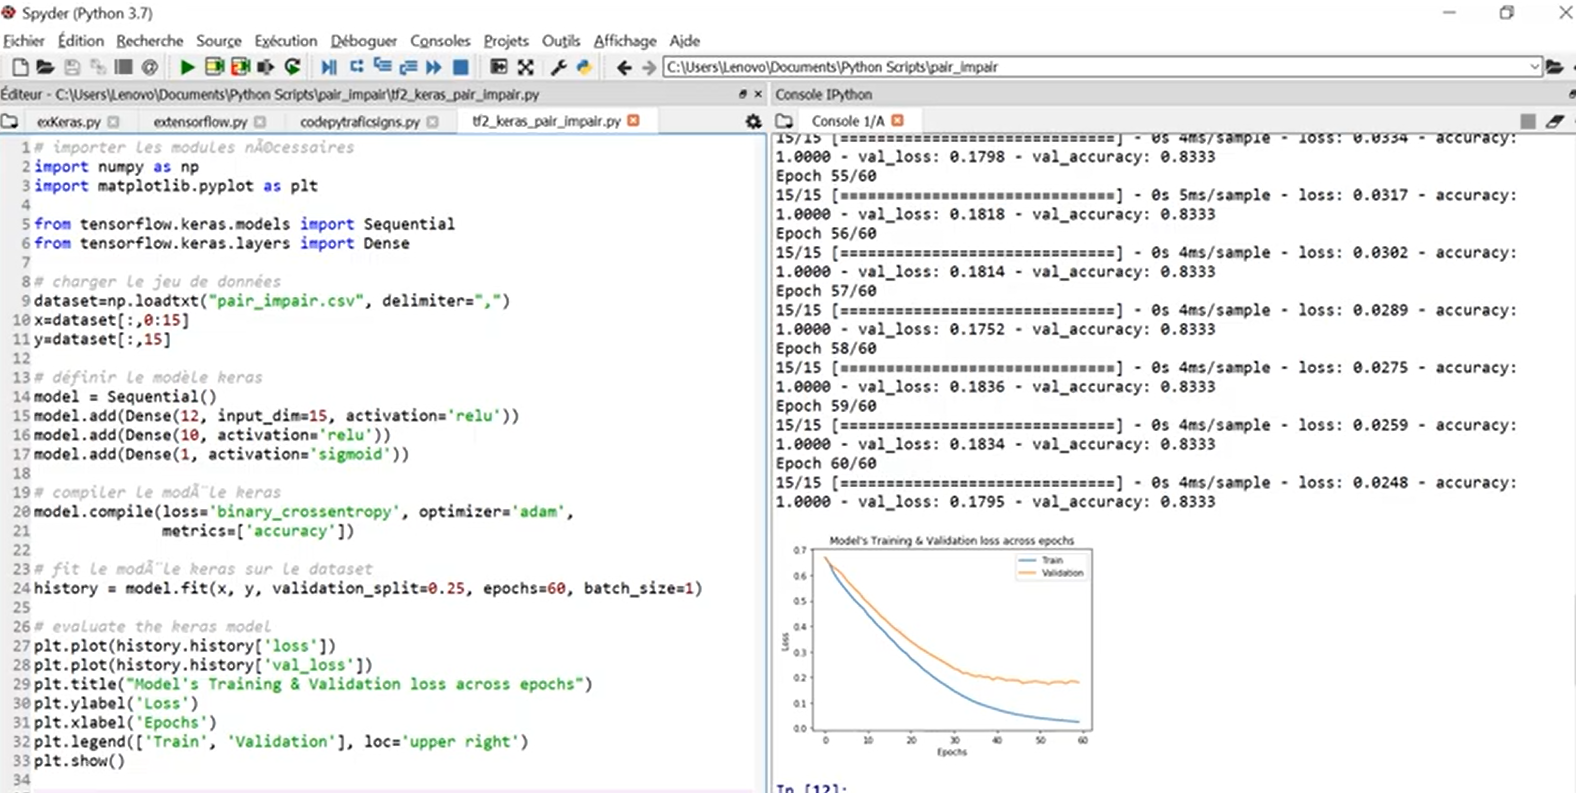 Spyder (Python 3.7)
Fichier Édition Recherche Source Exécution Déboguer Consoles Projets Outils Affichage Aide
C:\Users\Lenovo\Documents\Python Scripts\pair_impair
Éditeur - C:\Users\Lenovo\Documents\Python Scripts\pair_impair\tf2_keras_pair_impair.py
exKeras.py extensorflow.py codepytraficsigns.py tf2_keras_pair_impair.py
1 # importer les modules nÃ©cessaires
2 import numpy as np
3 import matplotlib.pyplot as plt
4
5 from tensorflow.keras.models import Sequential
6 from tensorflow.keras.layers import Dense
7
8 # charger le jeu de données
9 dataset=np.loadtxt("pair_impair.csv", delimiter=",")
10 x=dataset[:,0:15]
11 y=dataset[:,15]
12
13 # définir le modèle keras
14 model = Sequential()
15 model.add(Dense(12, input_dim=15, activation='relu'))
16 model.add(Dense(10, activation='relu'))
17 model.add(Dense(1, activation='sigmoid'))
18
19 # compiler le modÃ¨le keras
20 model.compile(loss='binary_crossentropy', optimizer='adam',
21 metrics=['accuracy'])
22
23 # fit le modÃ¨le keras sur le dataset
24 history = model.fit(x, y, validation_split=0.25, epochs=60, batch_size=1)
25
26 # evaluate the keras model
27 plt.plot(history.history['loss'])
28 plt.plot(history.history['val_loss'])
29 plt.title("Model's Training & Validation loss across epochs")
30 plt.ylabel('Loss')
31 plt.xlabel('Epochs')
32 plt.legend(['Train', 'Validation'], loc='upper right')
33 plt.show()
34
Console IPython
Console 1/A
15/15 [==============================] - 0s 4ms/sample - loss: 0.0334 - accuracy:
1.0000 - val_loss: 0.1798 - val_accuracy: 0.8333
Epoch 55/60
15/15 [==============================] - 0s 5ms/sample - loss: 0.0317 - accuracy:
1.0000 - val_loss: 0.1818 - val_accuracy: 0.8333
Epoch 56/60
15/15 [==============================] - 0s 4ms/sample - loss: 0.0302 - accuracy:
1.0000 - val_loss: 0.1814 - val_accuracy: 0.8333
Epoch 57/60
15/15 [==============================] - 0s 4ms/sample - loss: 0.0289 - accuracy:
1.0000 - val_loss: 0.1752 - val_accuracy: 0.8333
Epoch 58/60
15/15 [==============================] - 0s 4ms/sample - loss: 0.0275 - accuracy:
1.0000 - val_loss: 0.1836 - val_accuracy: 0.8333
Epoch 59/60
15/15 [==============================] - 0s 4ms/sample - loss: 0.0259 - accuracy:
1.0000 - val_loss: 0.1834 - val_accuracy: 0.8333
Epoch 60/60
15/15 [==============================] - 0s 4ms/sample - loss: 0.0248 - accuracy:
1.0000 - val_loss: 0.1795 - val_accuracy: 0.8333
Model's Training & Validation loss across epochs
Train
Validation
0.7
0.6
0.5
0.4
0.3
0.2
0.1
0.0
Loss
0 10 20 30 40 50 60
Epochs
In [12]: